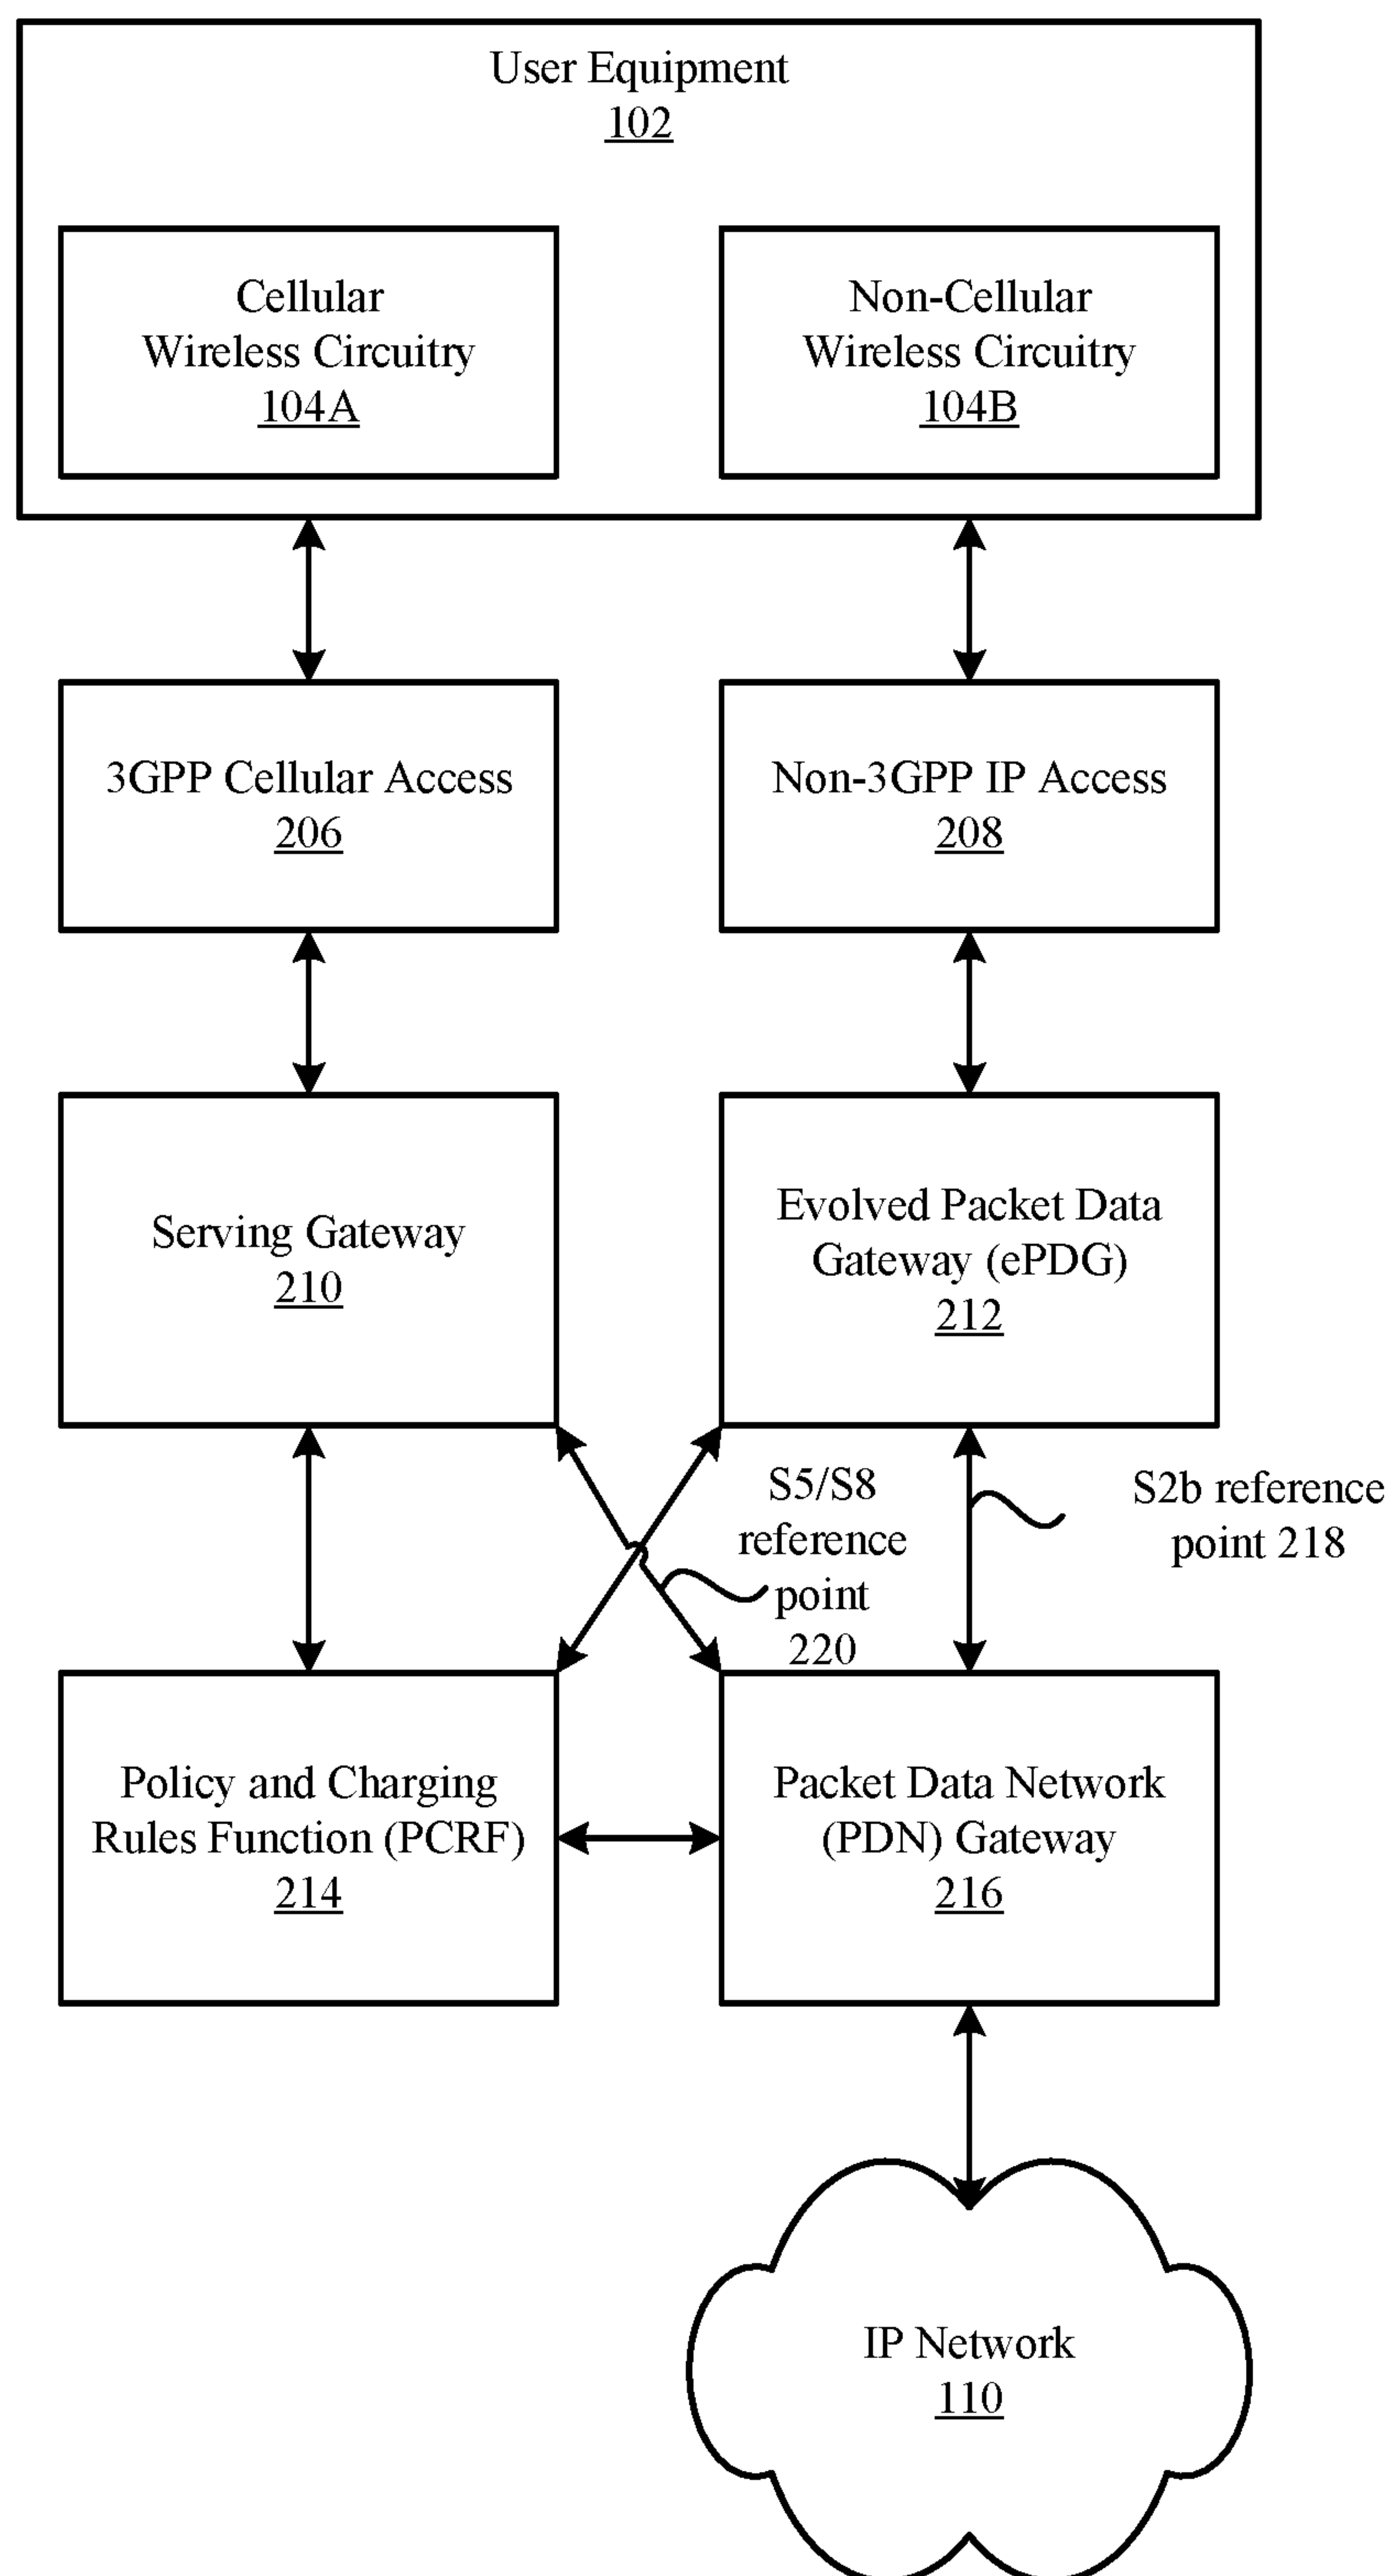 User Equipment
102
Cellular
Wireless Circuitry
104A
Non-Cellular
Wireless Circuitry
104B
3GPP Cellular Access
206
Non-3GPP IP Access
208
Serving Gateway
210
Evolved Packet Data
Gateway (ePDG)
212
S5/S8
reference
point
220
S2b reference
point 218
Policy and Charging
Rules Function (PCRF)
214
Packet Data Network
(PDN) Gateway
216
IP Network
110